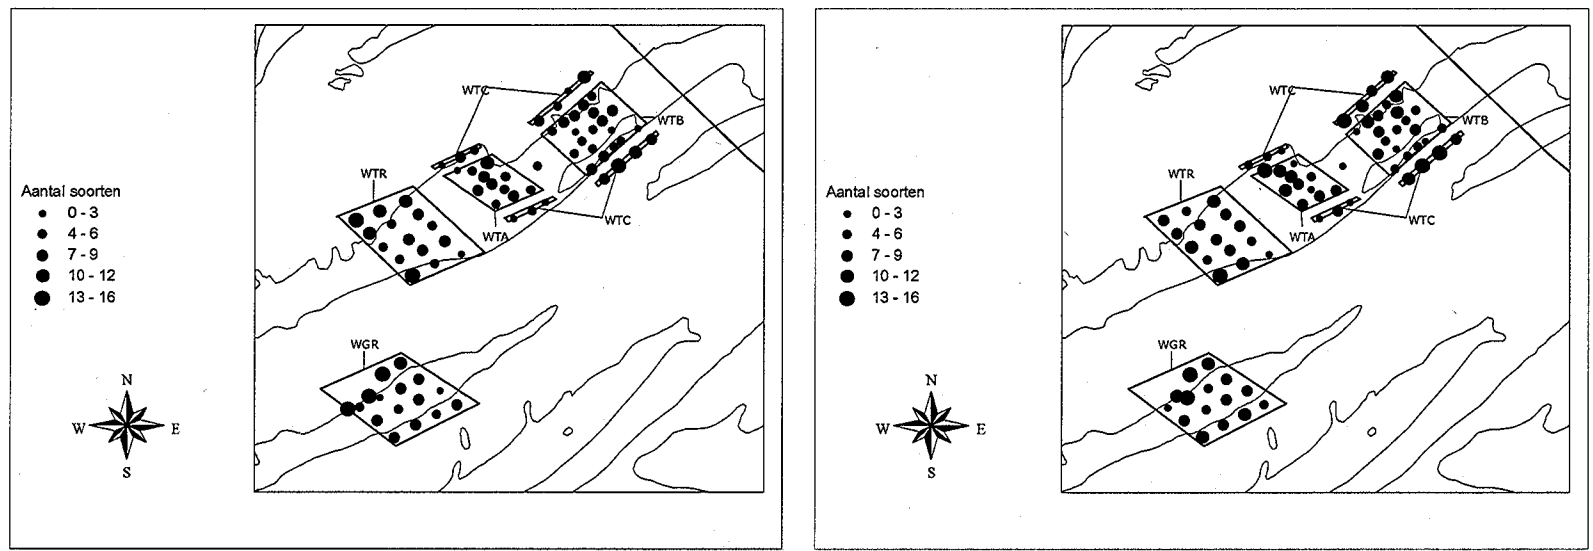 WTC
WTB
WTR
WTA
WTC
Aantal soorten
0 - 3
4 - 6
7 - 9
10 - 12
13 - 16
WGR
N
W E
S
WTC
WTB
WTR
WTA
WTC
Aantal soorten
0 - 3
4 - 6
7 - 9
10 - 12
13 - 16
WGR
N
W E
S